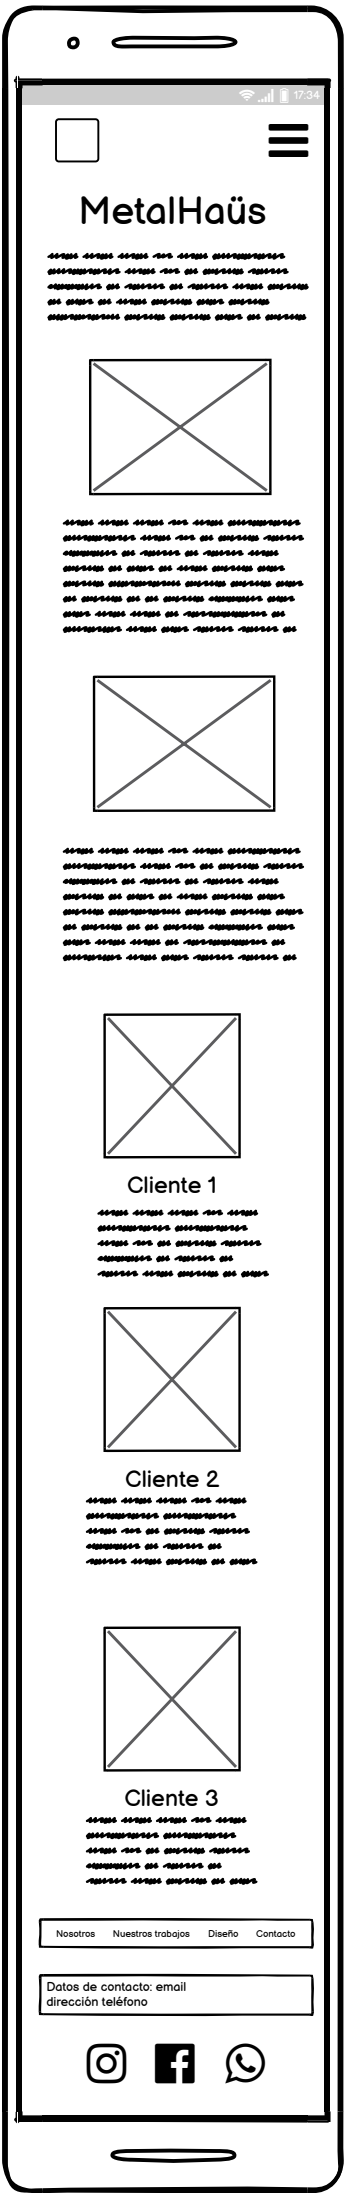 17:34
MetalHaüs
Cliente 1
Cliente 2
Cliente 3
Nosotros Nuestros trabajos Diseño Contacto
Datos de contacto: email
dirección teléfono